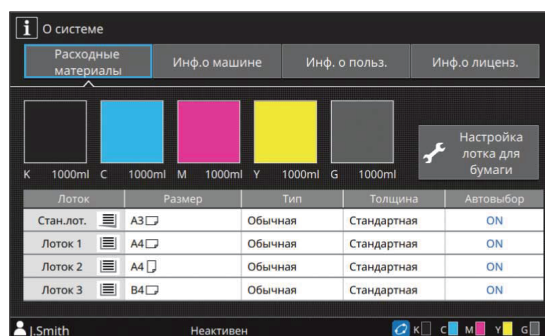 i О системе
Расходные
материалы
Инф.о машине
Инф. о польз.
Инф.о лиценз.
K 1000ml C 1000ml M 1000ml Y 1000ml G 1000ml
Настройка
лотка для
бумаги
Лоток Размер Тип Толщина Автовыбор
Стан.лот. A3 Обычная Стандартная ON
Лоток 1 A4 Обычная Стандартная ON
Лоток 2 A4 Обычная Стандартная ON
Лоток 3 B4 Обычная Стандартная ON
J.Smith Неактивен K C M Y G